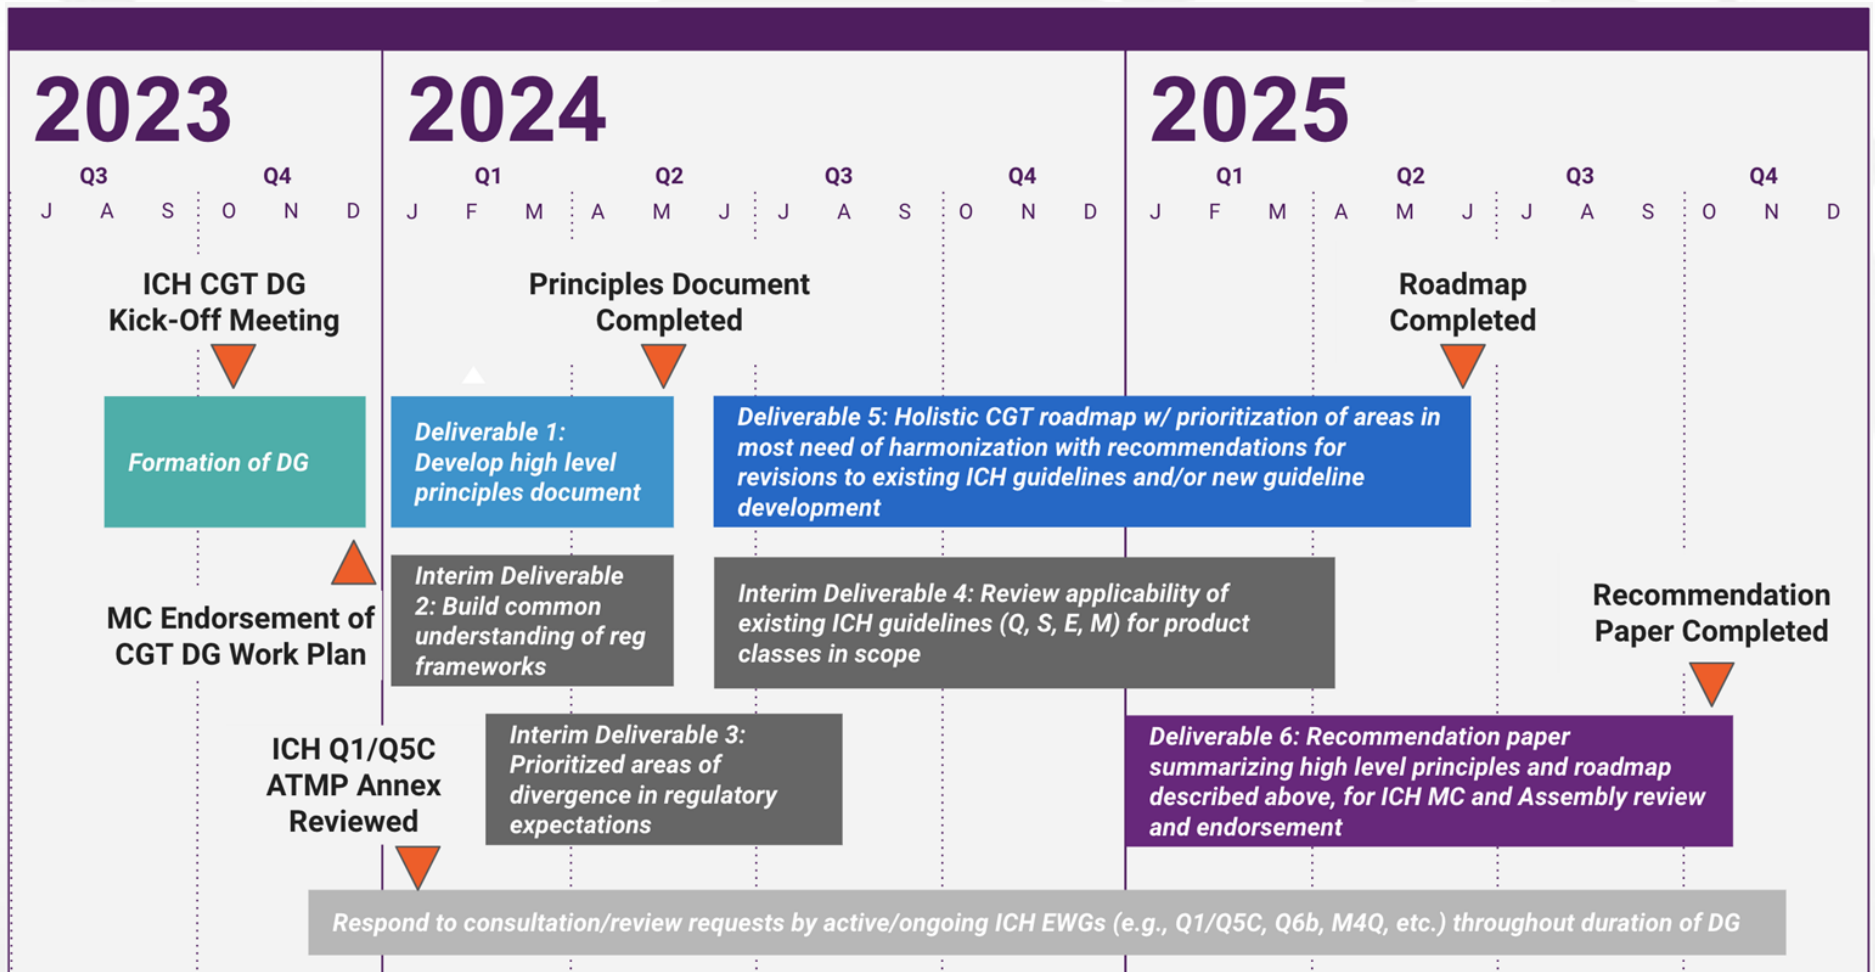 2023 2024 2025
Q3 Q4 Q1 Q2 Q3 Q4 Q1 Q2 Q3 Q4
J A S O N D J F M A M J J A S O N D J F M A M J J A S O N D
ICH CGT DG
Kick-Off Meeting
Principles Document
Completed
Roadmap
Completed
Formation of DG
Deliverable 1:
Develop high level
principles document
Deliverable 5: Holistic CGT roadmap w/ prioritization of areas in
most need of harmonization with recommendations for
revisions to existing ICH guidelines and/or new guideline
development
MC Endorsement of
CGT DG Work Plan
Interim Deliverable
2: Build common
understanding of reg
frameworks
Interim Deliverable 4: Review applicability of
existing ICH guidelines (Q, S, E, M) for product
classes in scope
Recommendation
Paper Completed
ICH Q1/Q5C
ATMP Annex
Reviewed
Interim Deliverable 3:
Prioritized areas of
divergence in regulatory
expectations
Deliverable 6: Recommendation paper
summarizing high level principles and roadmap
described above, for ICH MC and Assembly review
and endorsement
Respond to consultation/review requests by active/ongoing ICH EWGs (e.g., Q1/Q5C, Q6b, M4Q, etc.) throughout duration of DG